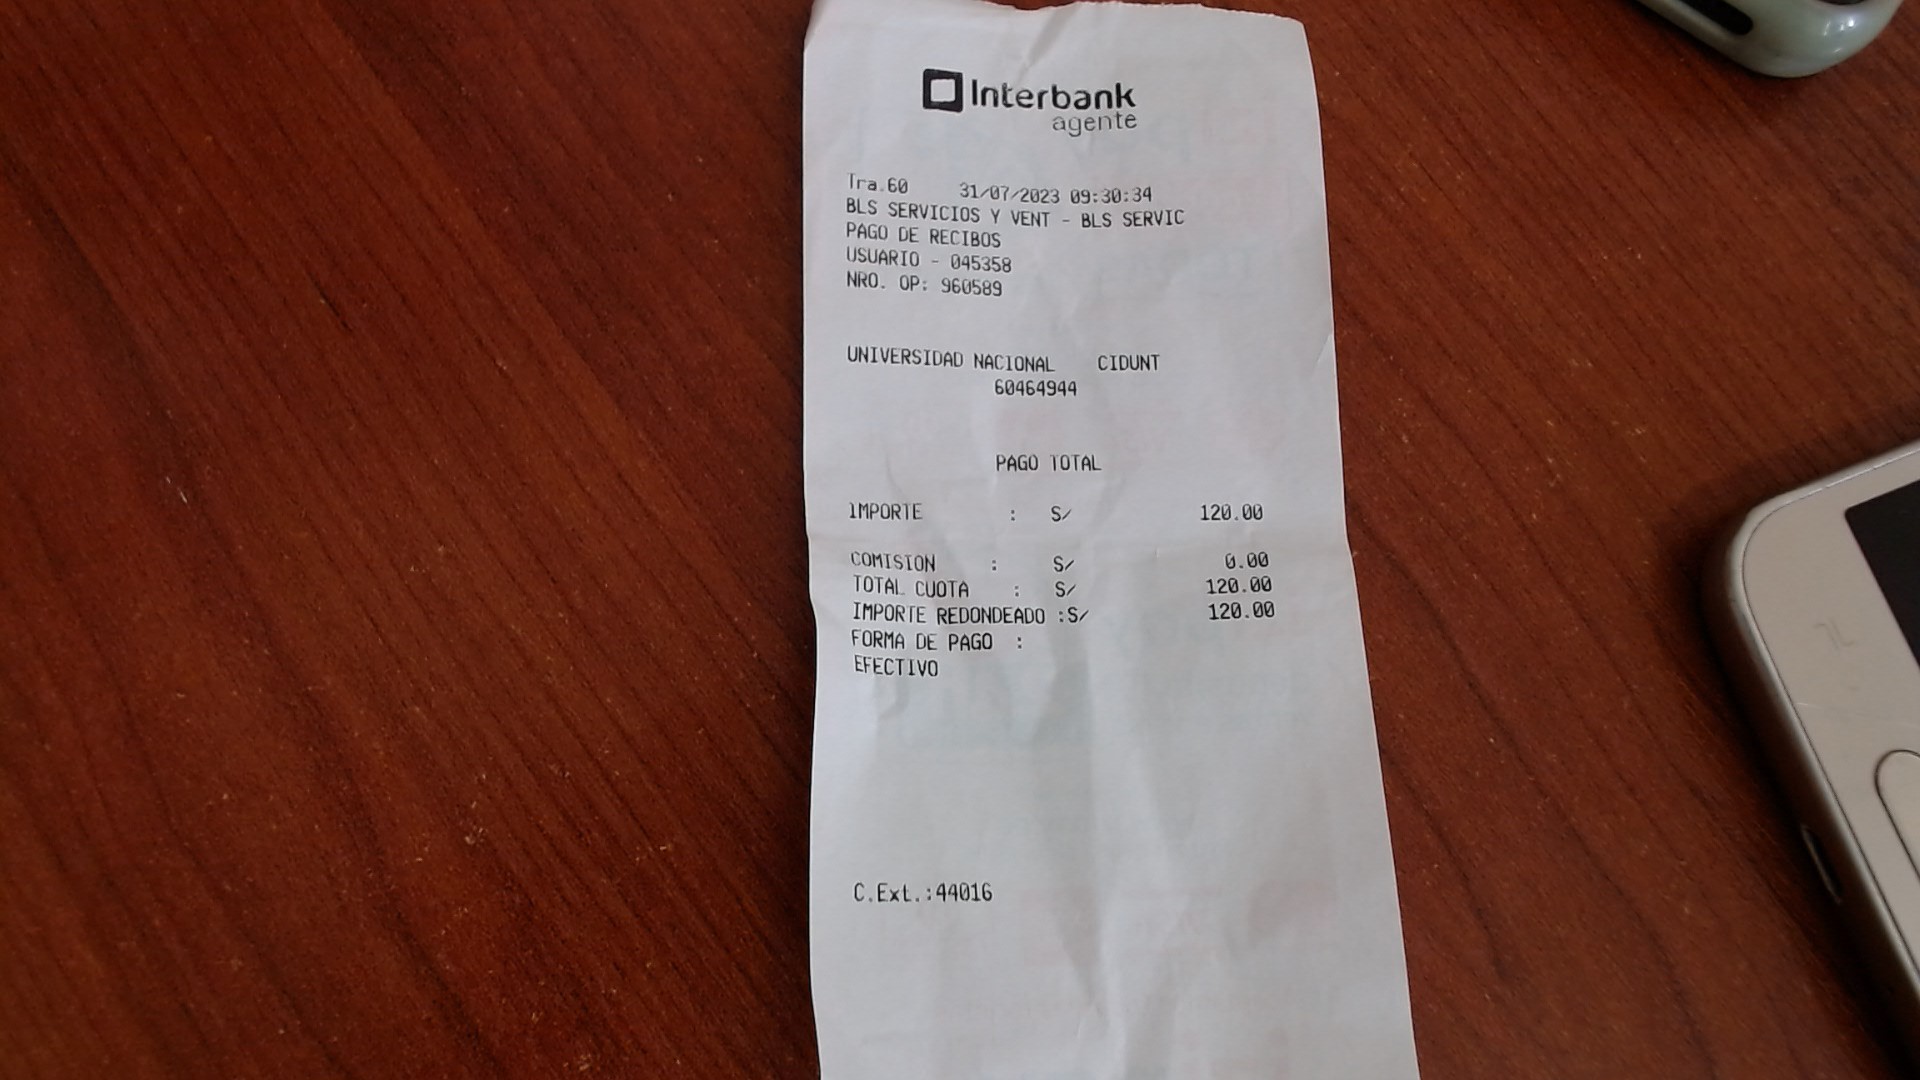 Interbank
agente
Tra.60 31/07/2023 09:30:34
BLS SERVICIOS Y VENT - BLS SERVIC
PAGO DE RECIBOS
USUARIO - 045358
NRO. OP: 960589
UNIVERSIDAD NACIONAL CIDUNT
60464944
PAGO TOTAL
IMPORTE : S/ 120.00
COMISION : S/ 0.00
TOTAL CUOTA : S/ 120.00
IMPORTE REDONDEADO :S/ 120.00
FORMA DE PAGO :
EFECTIVO
C.Ext.:44016